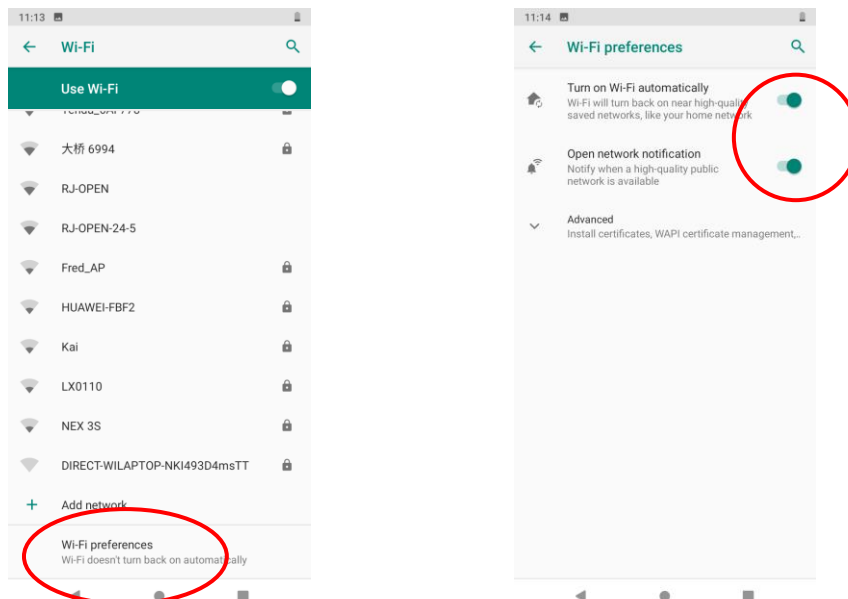 11:13
Wi-Fi
Use Wi-Fi
大桥 6994
RJ-OPEN
RJ-OPEN-24-5
Fred_AP
HUAWEI-FBF2
Kai
LX0110
NEX 3S
DIRECT-WILAPTOP-NKI493D4msTT
Add network
Wi-Fi preferences
Wi-Fi doesn't turn back on automatically
11:14
Wi-Fi preferences
Turn on Wi-Fi automatically
Wi-Fi will turn back on near high-quality
saved networks, like your home network
Open network notification
Notify when a high-quality public
network is available
Advanced
Install certificates, WAPI certificate management,..